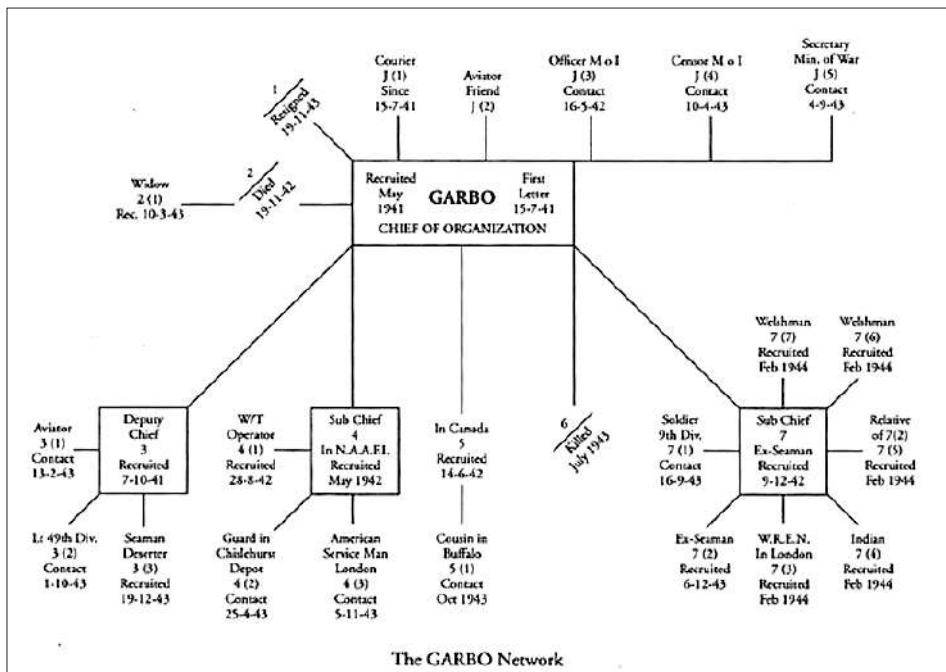 Courier
J (1)
Since
15-7-41
Aviator
Friend
J (2)
Officer M o I
J (3)
Contact
16-5-42
Censor M o I
J (4)
Contact
10-4-43
Secretary
Min. of War
J (5)
Contact
4-9-43
1
Resigned
19-11-43
2
Died
19-11-42
Widow
2 (1)
Rec. 10-3-43
Recruited
May
1941
GARBO
First
Letter
15-7-41
CHIEF OF ORGANIZATION
Aviator
3 (1)
Contact
13-2-43
Deputy
Chief
3
Recruited
7-10-41
Lt 49th Div.
3 (2)
Contact
1-10-43
Seaman
Deserter
3 (3)
Recruited
19-12-43
W/T
Operator
4 (1)
Recruited
28-8-42
Sub Chief
4
In N.A.A.F.I.
Recruited
May 1942
Guard in
Chislehurst
Depot
4 (2)
Contact
25-4-43
American
Service Man
London
4 (3)
Contact
5-11-43
In Canada
5
Recruited
14-6-42
Cousin in
Buffalo
5 (1)
Contact
Oct 1943
6
Killed
July 1943
Welshman
7 (7)
Recruited
Feb 1944
Welshman
7 (6)
Recruited
Feb 1944
Soldier
9th Div.
7 (1)
Contact
16-9-43
Sub Chief
7
Ex-Seaman
Recruited
9-12-42
Relative
of 7(2)
7 (5)
Recruited
Feb 1944
Ex-Seaman
7 (2)
Recruited
6-12-43
W.R.E.N.
In London
7 (3)
Recruited
Feb 1944
Indian
7 (4)
Recruited
Feb 1944
The GARBO Network